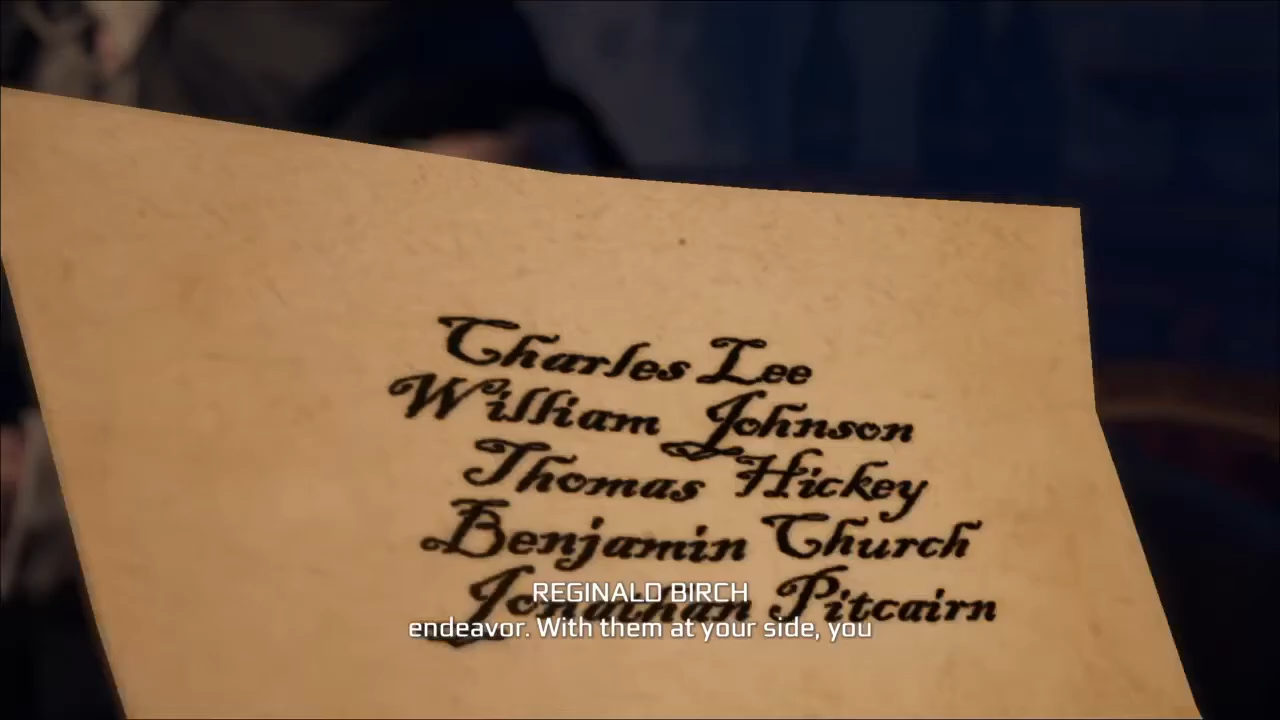 Charles Lee
William Johnson
Thomas Hickey
Benjamin Church
Jonathan Pitcairn
REGINALD BIRCH
endeavor. With them at your side, you